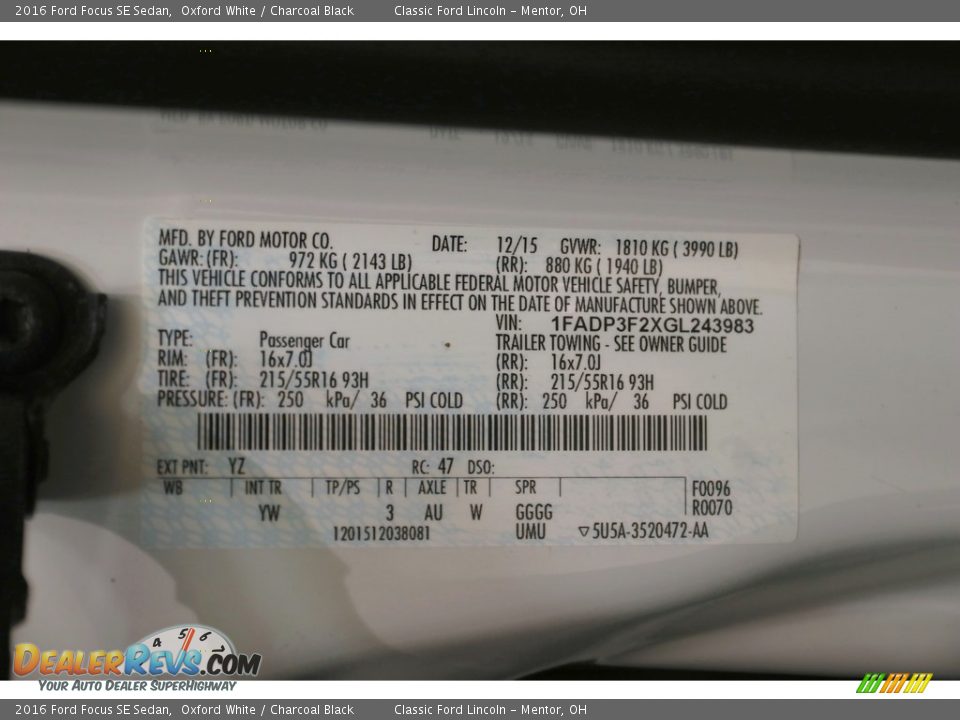 2016 Ford Focus SE Sedan, Oxford White / Charcoal Black Classic Ford Lincoln – Mentor, OH
MFD. BY FORD MOTOR CO. DATE: 12/15 GVWR: 1810 KG ( 3990 LB)
GAWR: (FR): 972 KG ( 2143 LB) (RR): 880 KG ( 1940 LB)
THIS VEHICLE CONFORMS TO ALL APPLICABLE FEDERAL MOTOR VEHICLE SAFETY, BUMPER,
AND THEFT PREVENTION STANDARDS IN EFFECT ON THE DATE OF MANUFACTURE SHOWN ABOVE.
VIN: 1FADP3F2XGL243983
TYPE: Passenger Car TRAILER TOWING - SEE OWNER GUIDE
RIM: (FR): 16x7.0J (RR): 16x7.0J
TIRE: (FR): 215/55R16 93H (RR): 215/55R16 93H
PRESSURE: (FR): 250 kPa/ 36 PSI COLD (RR): 250 kPa/ 36 PSI COLD
EXT PNT: YZ RC: 47 DSO:
WB INT TR TP/PS R AXLE TR SPR F0096
R0070
YW 3 AU W GGGG
1201512038081 UMU ▽5U5A-3520472-AA
4 5 6
DEALERREVS.COM
YOUR AUTO DEALER SUPERHIGHWAY
2016 Ford Focus SE Sedan, Oxford White / Charcoal Black Classic Ford Lincoln – Mentor, OH